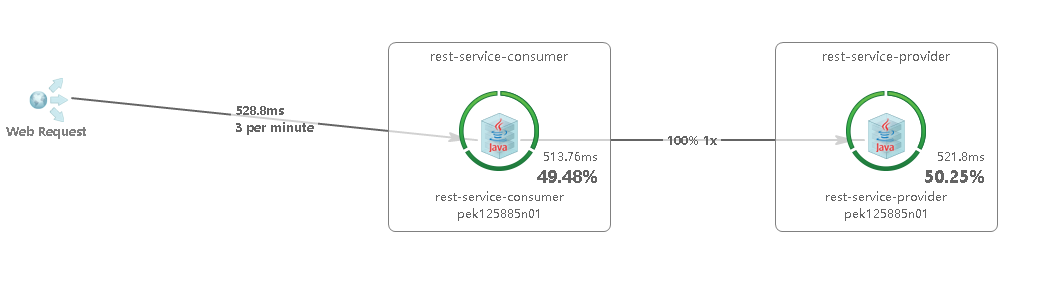 rest-service-consumer
rest-service-provider
528.8ms
3 per minute
Web Request
100% 1x
Java
Java
513.76ms
49.48%
521.8ms
50.25%
rest-service-consumer
pek125885n01
rest-service-provider
pek125885n01